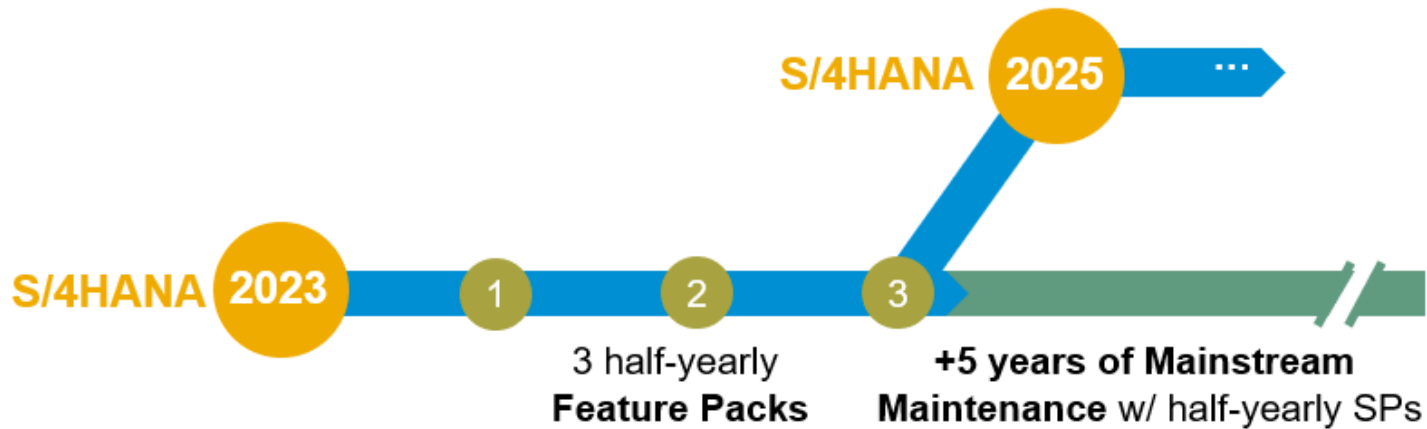 S/4HANA 2025 ...
S/4HANA 2023 1 2 3
3 half-yearly
Feature Packs
+5 years of Mainstream
Maintenance w/ half-yearly SPs